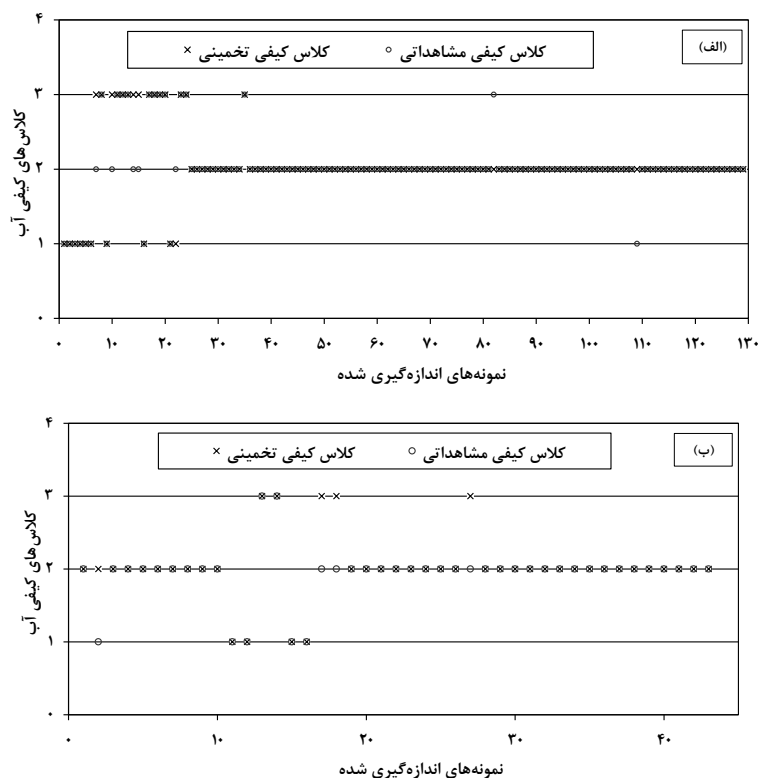 ۴
(الف)
× کلاس کیفی تخمینی ○ کلاس کیفی مشاهداتی
۳
۲
۱
۰
کلاس‌های کیفی آب
۰ ۱۰ ۲۰ ۳۰ ۴۰ ۵۰ ۶۰ ۷۰ ۸۰ ۹۰ ۱۰۰ ۱۱۰ ۱۲۰ ۱۳۰
نمونه‌های اندازه‌گیری شده
۴
(ب)
× کلاس کیفی تخمینی ○ کلاس کیفی مشاهداتی
۳
۲
۱
۰
کلاس‌های کیفی آب
۰ ۱۰ ۲۰ ۳۰ ۴۰
نمونه‌های اندازه‌گیری شده